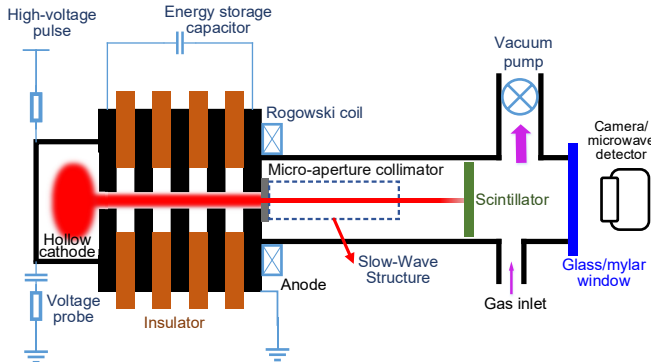 High-voltage
pulse
Energy storage
capacitor
Vacuum
pump
Rogowski coil
Camera/
microwave
detector
Micro-aperture collimator
Scintillator
Hollow
cathode
Slow-Wave
Structure
Glass/mylar
window
Anode
Voltage
probe
Insulator
Gas inlet